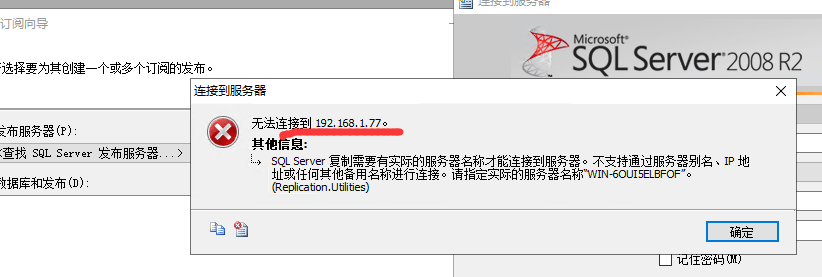 订阅向导
连接到服务器
选择要为其创建一个或多个订阅的发布。
Microsoft
SQL Server 2008 R2
连接到服务器
无法连接到 192.168.1.77。
其他信息:
SQL Server 复制需要有实际的服务器名称才能连接到服务器。不支持通过服务器别名、IP 地
址或任何其他备用名称进行连接。请指定实际的服务器名称“WIN-6OUI5ELBFOF”。
(Replication.Utilities)
发布服务器(P):
<查找 SQL Server 发布服务器...>
数据库和发布(D):
确定
记住密码(M)